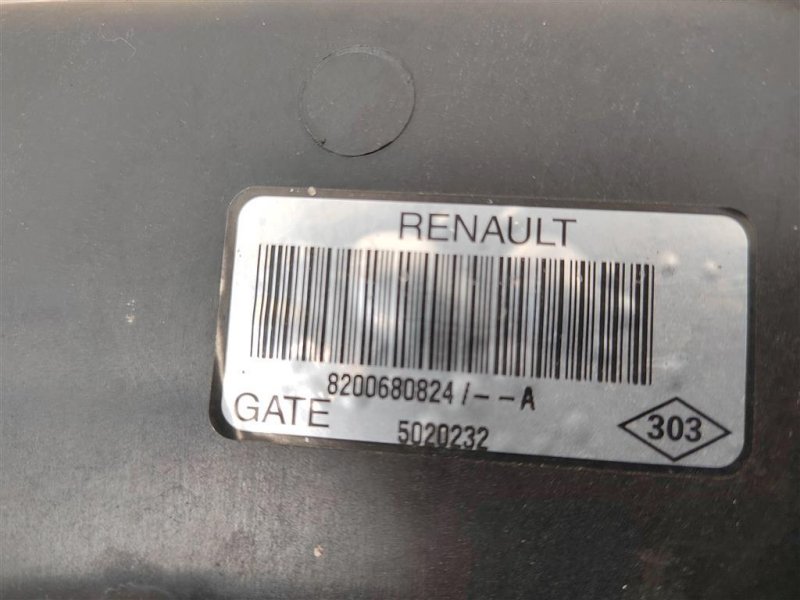 RENAULT
8200680824/--A
GATE
5020232
303